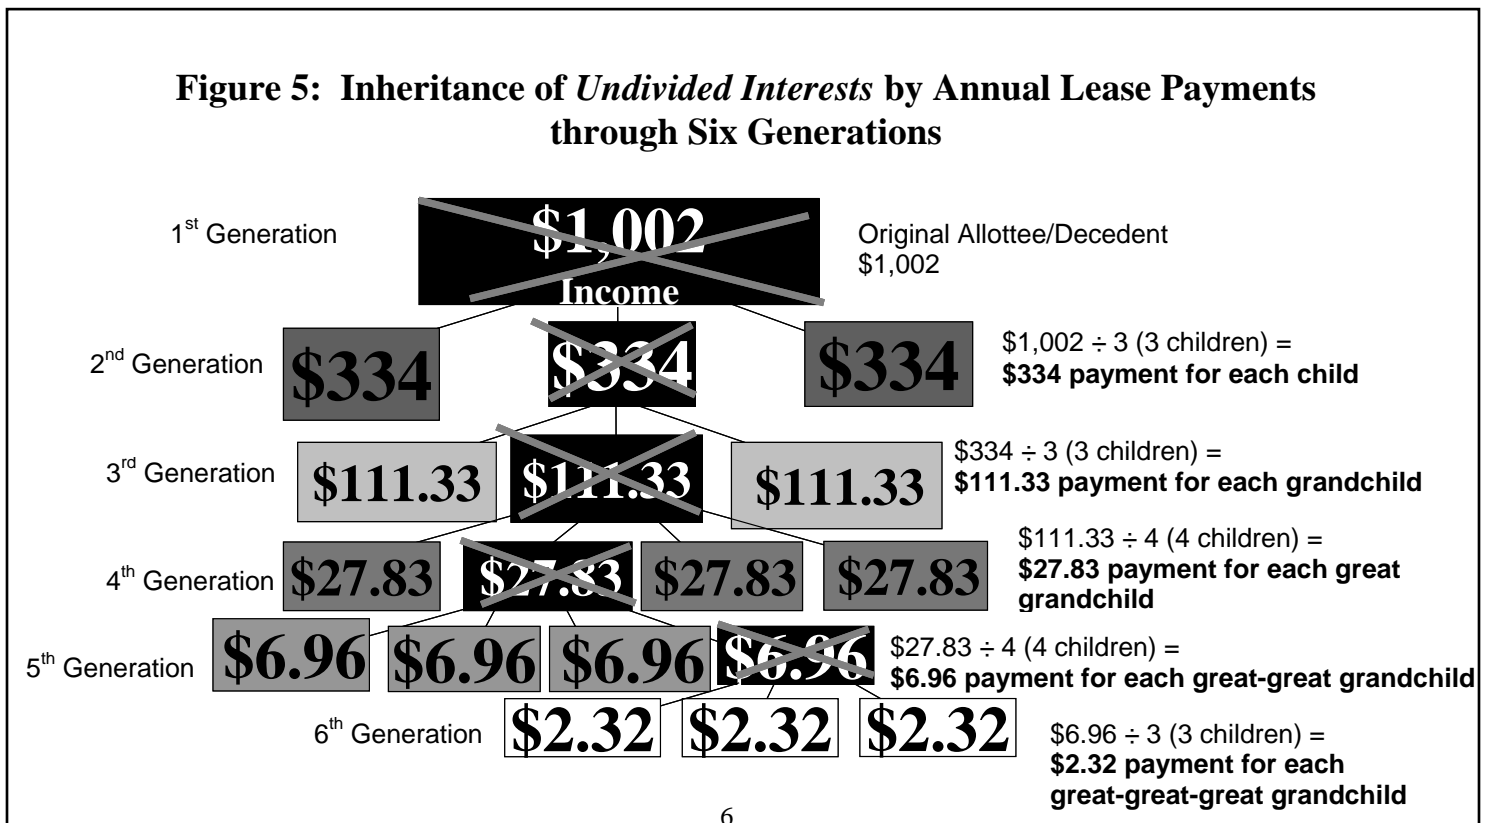 Figure 5: Inheritance of Undivided Interests by Annual Lease Payments
through Six Generations
1st Generation
$1,002
Income
Original Allottee/Decedent
$1,002
2nd Generation
$334
$334
$334
$1,002 ÷ 3 (3 children) =
$334 payment for each child
3rd Generation
$111.33
$111.33
$111.33
$334 ÷ 3 (3 children) =
$111.33 payment for each grandchild
4th Generation
$27.83
$27.83
$27.83
$27.83
$111.33 ÷ 4 (4 children) =
$27.83 payment for each great
grandchild
5th Generation
$6.96
$6.96
$6.96
$6.96
$27.83 ÷ 4 (4 children) =
$6.96 payment for each great-great grandchild
6th Generation
$2.32
$2.32
$2.32
$6.96 ÷ 3 (3 children) =
$2.32 payment for each
great-great-great grandchild
6